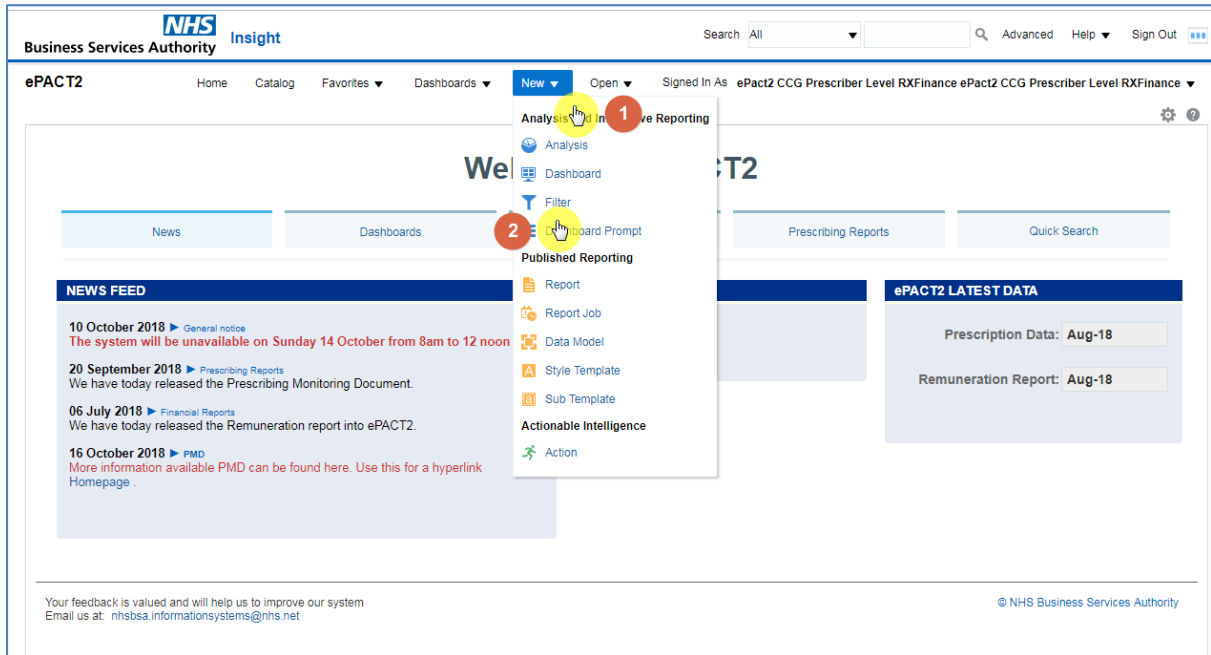 NHS
Business Services Authority
Insight
Search All Advanced Help Sign Out
ePACT2
Home Catalog Favorites Dashboards New Open Signed In As ePact2 CCG Prescriber Level RXFinance ePact2 CCG Prescriber Level RXFinance
Analysis ve Reporting
1
Analysis
Dashboard
Filter
2
board Prompt
Published Reporting
Report
Report Job
Data Model
Style Template
Sub Template
Actionable Intelligence
Action
Wel T2
News Dashboards Prescribing Reports Quick Search
NEWS FEED
10 October 2018 General notice
The system will be unavailable on Sunday 14 October from 8am to 12 noon
20 September 2018 Prescribing Reports
We have today released the Prescribing Monitoring Document.
06 July 2018 Financial Reports
We have today released the Remuneration report into ePACT2.
16 October 2018 PMD
More information available PMD can be found here. Use this for a hyperlink
Homepage .
ePACT2 LATEST DATA
Prescription Data: Aug-18
Remuneration Report: Aug-18
Your feedback is valued and will help us to improve our system
Email us at: nhsbsa.informationsystems@nhs.net
© NHS Business Services Authority